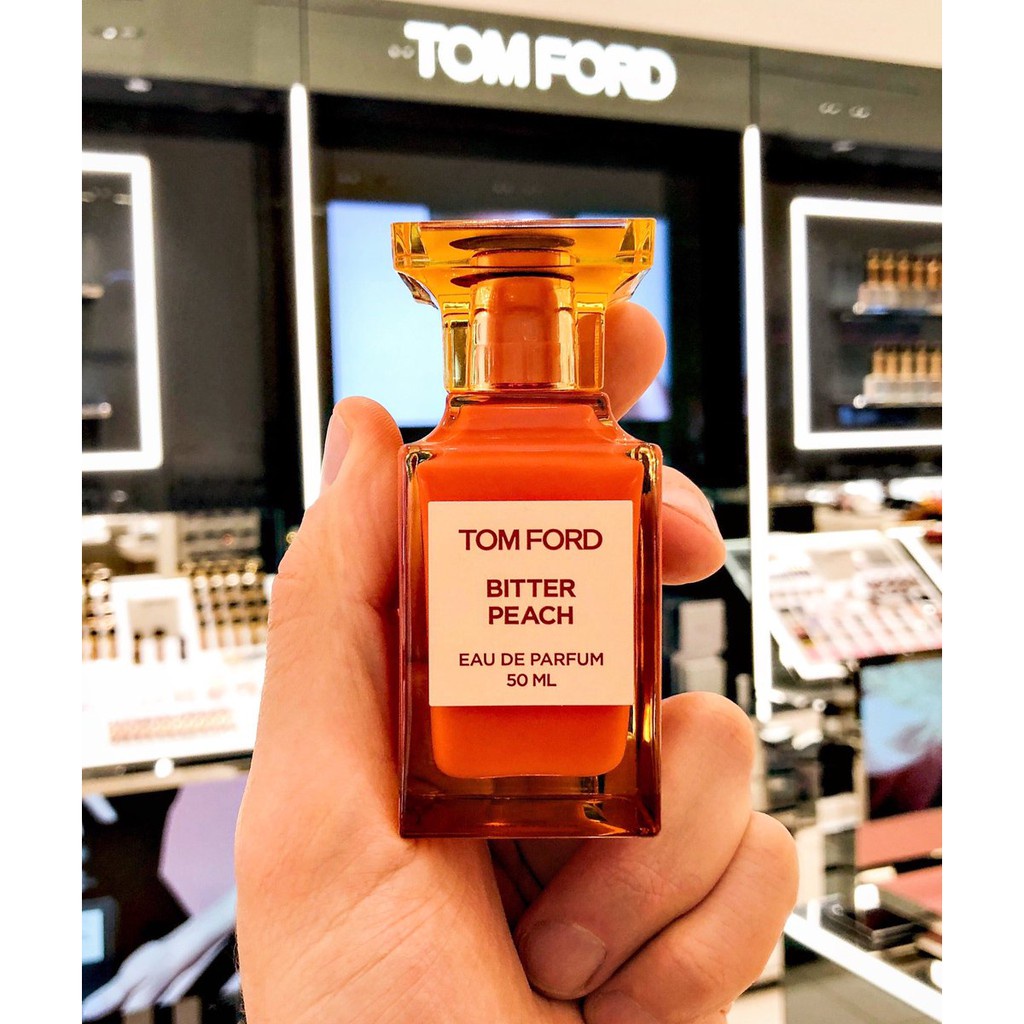 TOM FORD
TOM FORD
BITTER
PEACH
EAU DE PARFUM
50 ML